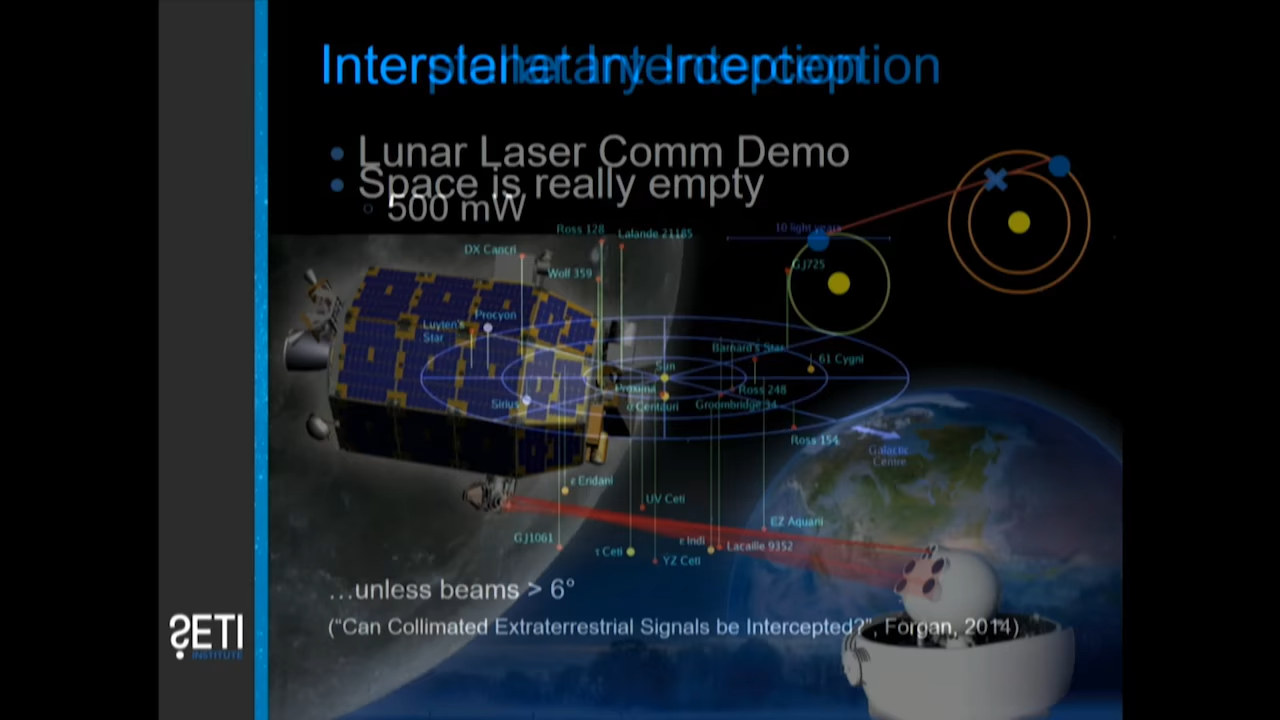 Interstellar Interception
Interplanetary Interception
Lunar Laser Comm Demo
Space is really empty
500 mW
Ross 128
Lalande 21185
10 light years
DX Cancri
Wolf 359
GJ725
Procyon
Luyten's
Star
Barnard's Star
61 Cygni
Sun
Proxima
Ross 248
Sirius
α Centauri
Groombridge 34
Ross 154
Galactic
Centre
ε Eridani
UV Ceti
EZ Aquarii
GJ1061
ε Indi
Lacaille 9352
τ Ceti
YZ Ceti
…unless beams > 6°
("Can Collimated Extraterrestrial Signals be Intercepted?", Forgan, 2014)
SETI
INSTITUTE